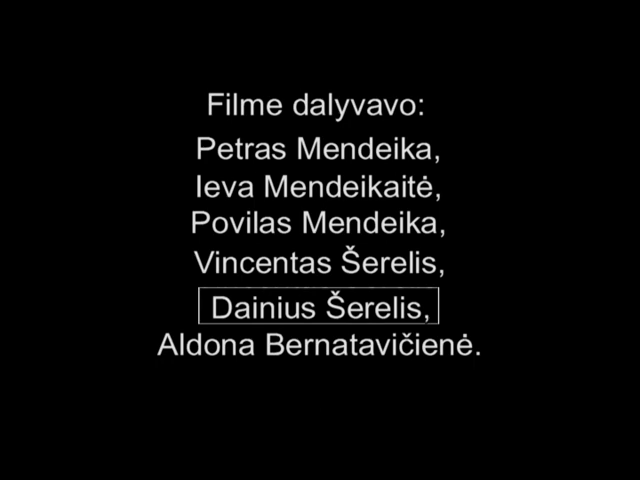 Filme dalyvavo:
Petras Mendeika,
Ieva Mendeikaitė,
Povilas Mendeika,
Vincentas Šerelis,
Dainius Šerelis,
Aldona Bernatavičienė.